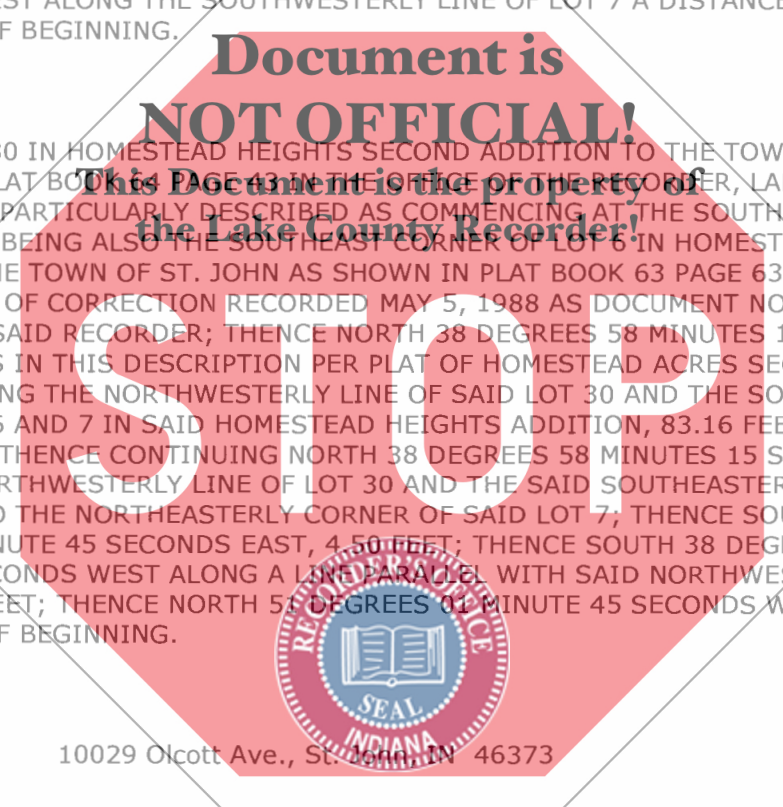 ST ALONG THE SOUTHWESTERLY LINE OF LOT 7 A DISTANCE
F BEGINNING.
Document is
NOT OFFICIAL!
This Document is the property of
the Lake County Recorder!
STOP
30 IN HOMESTEAD HEIGHTS SECOND ADDITION TO THE TOW
LAT BOOK 64 PAGE 43 IN THE OFFICE OF THE RECORDER, LA
PARTICULARLY DESCRIBED AS COMMENCING AT THE SOUTH
BEING ALSO THE SOUTHEAST CORNER OF LOT 6 IN HOMEST
E TOWN OF ST. JOHN AS SHOWN IN PLAT BOOK 63 PAGE 63
OF CORRECTION RECORDED MAY 5, 1988 AS DOCUMENT NO
SAID RECORDER; THENCE NORTH 38 DEGREES 58 MINUTES 1
S IN THIS DESCRIPTION PER PLAT OF HOMESTEAD ACRES SE
NG THE NORTHWESTERLY LINE OF SAID LOT 30 AND THE SO
6 AND 7 IN SAID HOMESTEAD HEIGHTS ADDITION, 83.16 FEE
THENCE CONTINUING NORTH 38 DEGREES 58 MINUTES 15 S
RTHWESTERLY LINE OF LOT 30 AND THE SAID SOUTHEASTER
O THE NORTHEASTERLY CORNER OF SAID LOT 7; THENCE SOU
NUTE 45 SECONDS EAST, 4.50 FEET; THENCE SOUTH 38 DEG
CONDS WEST ALONG A LINE PARALLEL WITH SAID NORTHWES
EET; THENCE NORTH 51 DEGREES 01 MINUTE 45 SECONDS W
F BEGINNING.
RECORDER'S OFFICE
SEAL
INDIANA
10029 Olcott Ave., St. John, IN 46373